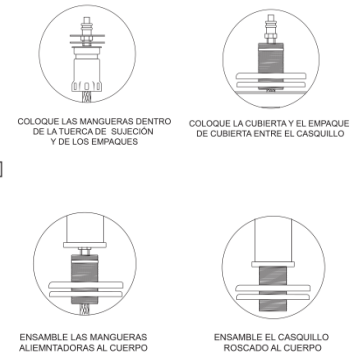 COLOQUE LAS MANGUERAS DENTRO
DE LA TUERCA DE SUJECIÓN
Y DE LOS EMPAQUES
COLOQUE LA CUBIERTA Y EL EMPAQUE
DE CUBIERTA ENTRE EL CASQUILLO
ENSAMBLE LAS MANGUERAS
ALIEMNTADORAS AL CUERPO
ENSAMBLE EL CASQUILLO
ROSCADO AL CUERPO